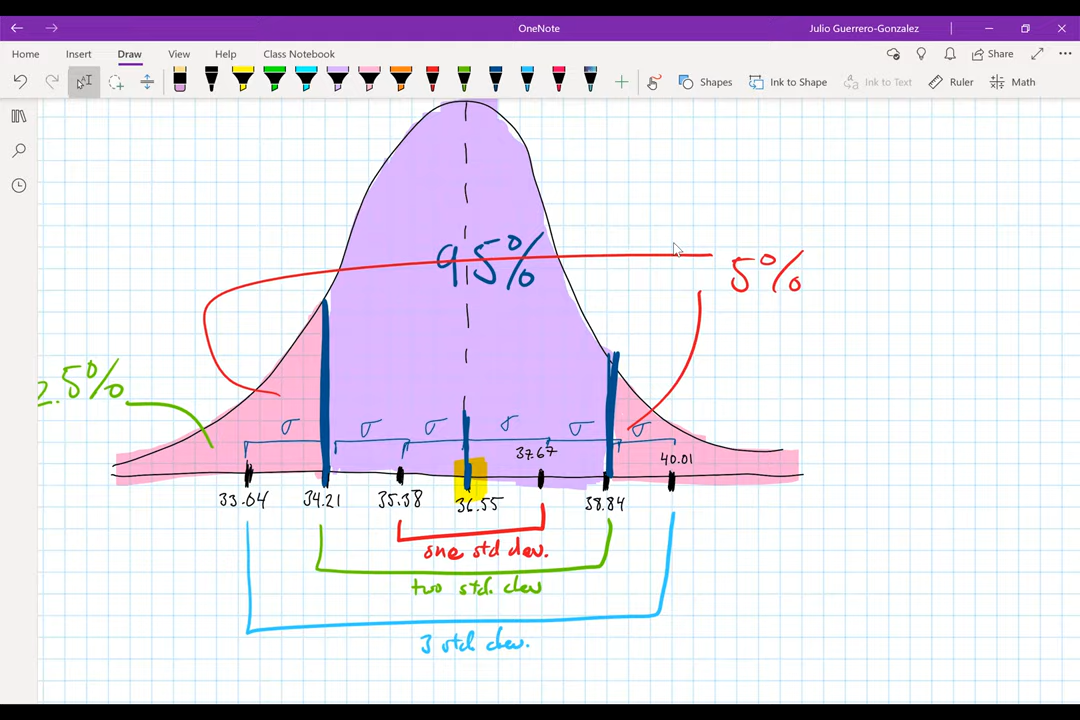 OneNote
Julio Guerrero-Gonzalez
Home Insert Draw View Help Class Notebook
Share
Shapes Ink to Shape Ink to Text Ruler Math
95%
5%
2.5%
σ σ σ σ σ σ
37.67 40.01
33.04 34.21 35.38 36.55 38.84
one std dev.
two std. dev
3 std dev.